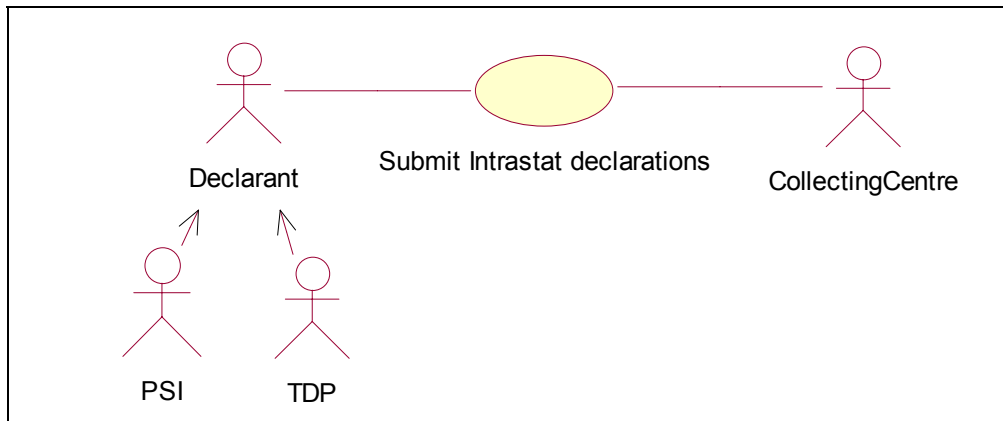 Submit Intrastat declarations
Declarant
CollectingCentre
PSI
TDP